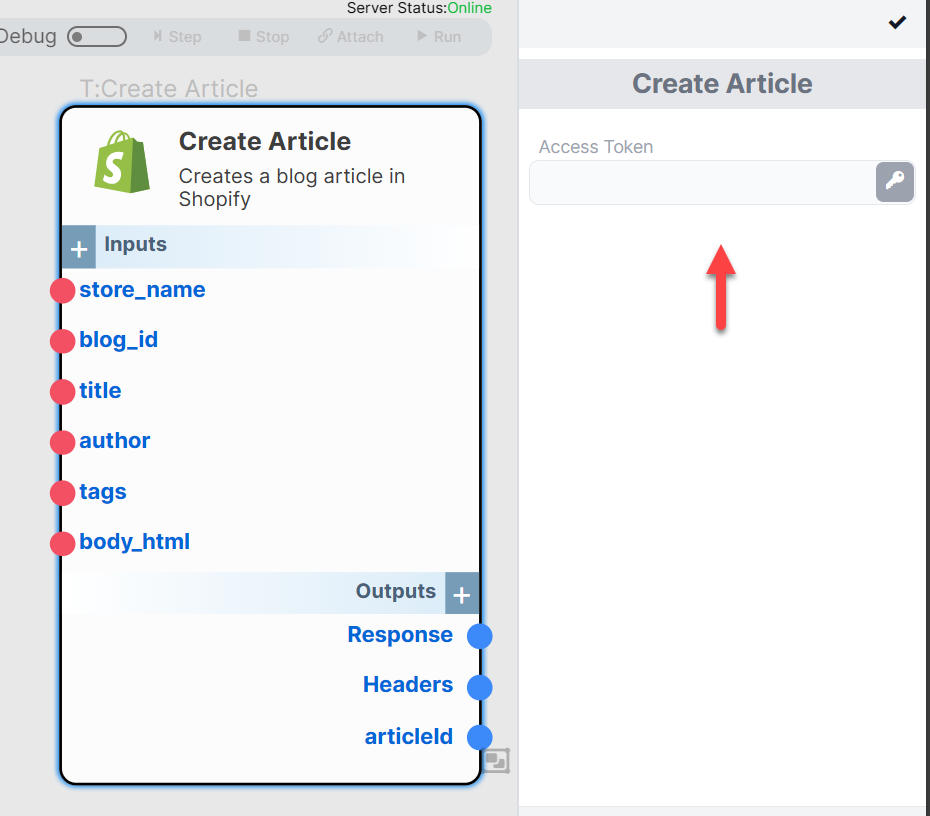 Server Status:Online
Debug
Step
Stop
Attach
Run
T:Create Article
Create Article
Creates a blog article in
Shopify
+ Inputs
store_name
blog_id
title
author
tags
body_html
Outputs +
Response
Headers
articleId
Create Article
Access Token